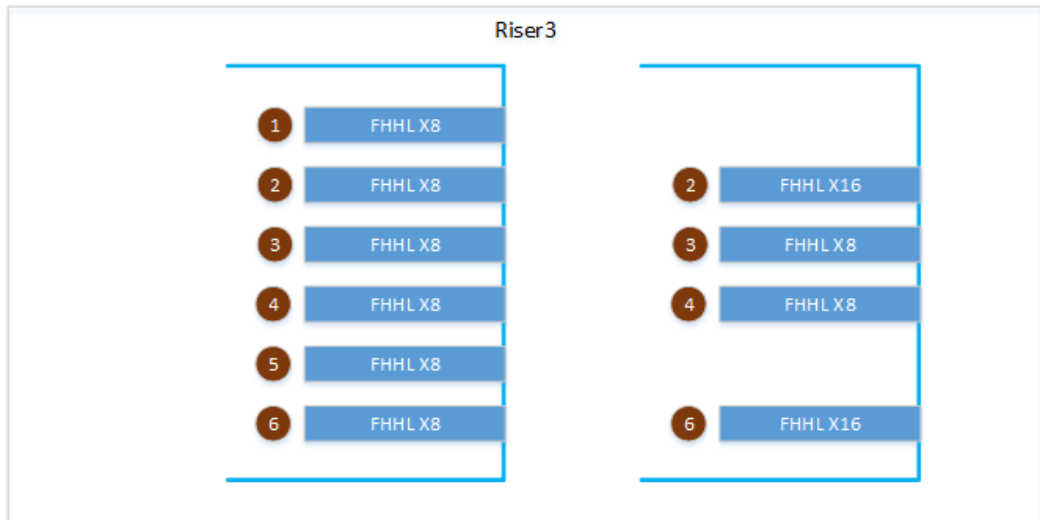 Riser3
1 FHHL X8
2 FHHL X8
3 FHHL X8
4 FHHL X8
5 FHHL X8
6 FHHL X8
2 FHHL X16
3 FHHL X8
4 FHHL X8
6 FHHL X16